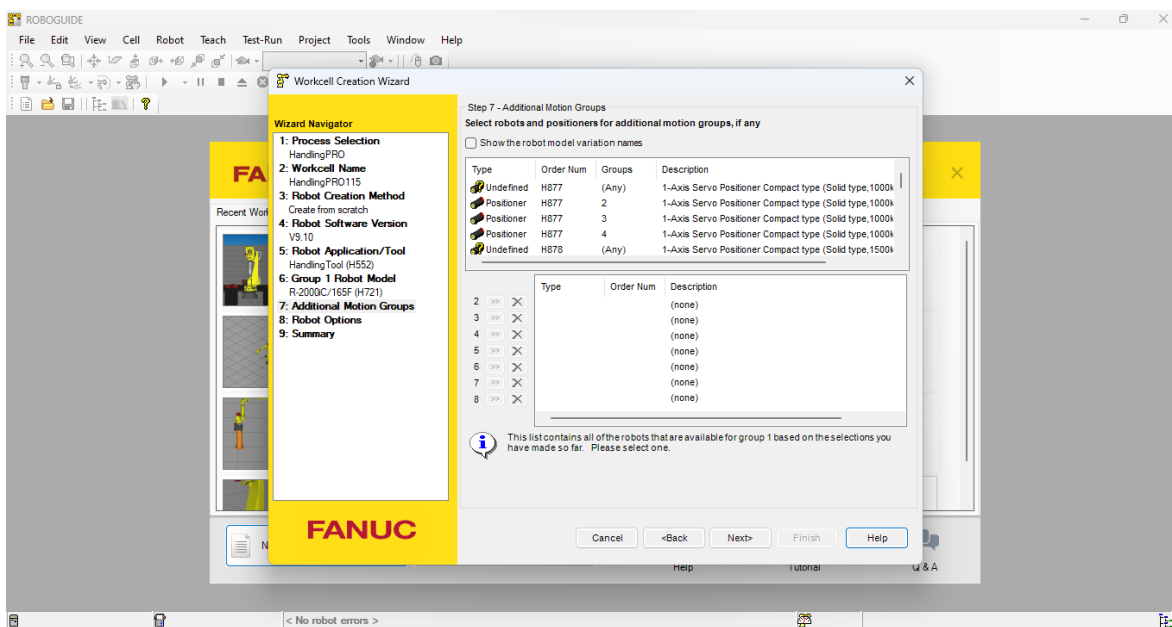 ROBOGUIDE
File Edit View Cell Robot Teach Test-Run Project Tools Window Help
Workcell Creation Wizard
Wizard Navigator
1: Process Selection
HandlingPRO
2: Workcell Name
HandlingPRO115
3: Robot Creation Method
Create from scratch
4: Robot Software Version
V9.10
5: Robot Application/Tool
HandlingTool (H552)
6: Group 1 Robot Model
R-2000iC/165F (H721)
7: Additional Motion Groups
8: Robot Options
9: Summary
FANUC
Step 7 - Additional Motion Groups
Select robots and positioners for additional motion groups, if any
Show the robot model variation names
Type Order Num Groups Description
Undefined H877 (Any) 1-Axis Servo Positioner Compact type (Solid type,1000k
Positioner H877 2 1-Axis Servo Positioner Compact type (Solid type,1000k
Positioner H877 3 1-Axis Servo Positioner Compact type (Solid type,1000k
Positioner H877 4 1-Axis Servo Positioner Compact type (Solid type,1000k
Undefined H878 (Any) 1-Axis Servo Positioner Compact type (Solid type,1500k
Type Order Num Description
2 >> (none)
3 >> (none)
4 >> (none)
5 >> (none)
6 >> (none)
7 >> (none)
8 >> (none)
This list contains all of the robots that are available for group 1 based on the selections you
have made so far. Please select one.
Cancel <Back Next> Finish Help
FA
Recent Wor
N
Help Tutorial Q & A
< No robot errors >